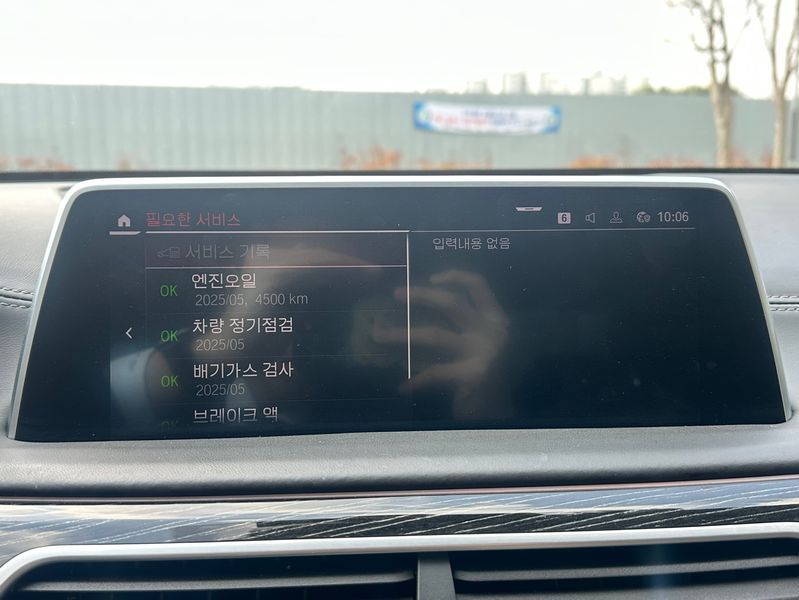 필요한 서비스
6
10:06
서비스 기록
입력내용 없음
엔진오일
OK
2025/05, 4500 km
차량 정기점검
OK
2025/05
배기가스 검사
OK
2025/05
브레이크 액
OK